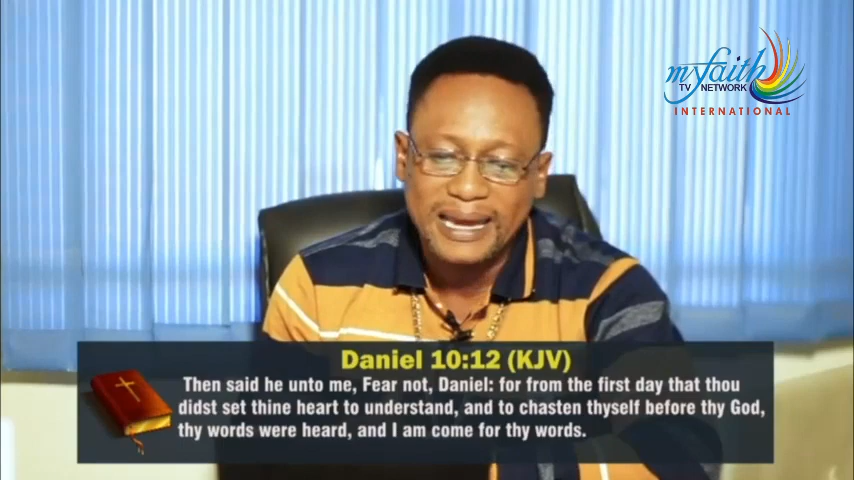 myfaith
TV NETWORK
INTERNATIONAL
Daniel 10:12 (KJV)
Then said he unto me, Fear not, Daniel: for from the first day that thou
didst set thine heart to understand, and to chasten thyself before thy God,
thy words were heard, and I am come for thy words.